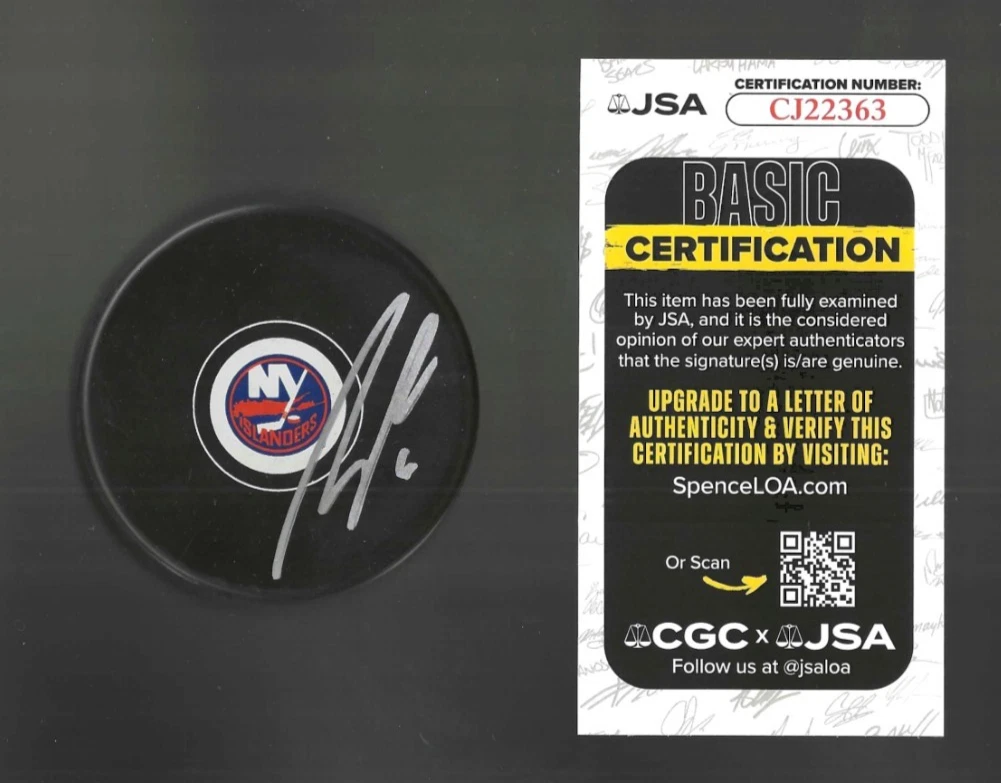 NY
ISLANDERS
6
JSA
CERTIFICATION NUMBER:
CJ22363
BASIC
CERTIFICATION
This item has been fully examined
by JSA, and it is the considered
opinion of our expert authenticators
that the signature(s) is/are genuine.
UPGRADE TO A LETTER OF
AUTHENTICITY & VERIFY THIS
CERTIFICATION BY VISITING:
SpenceLOA.com
Or Scan
CGC x JSA
Follow us at @jsaloa